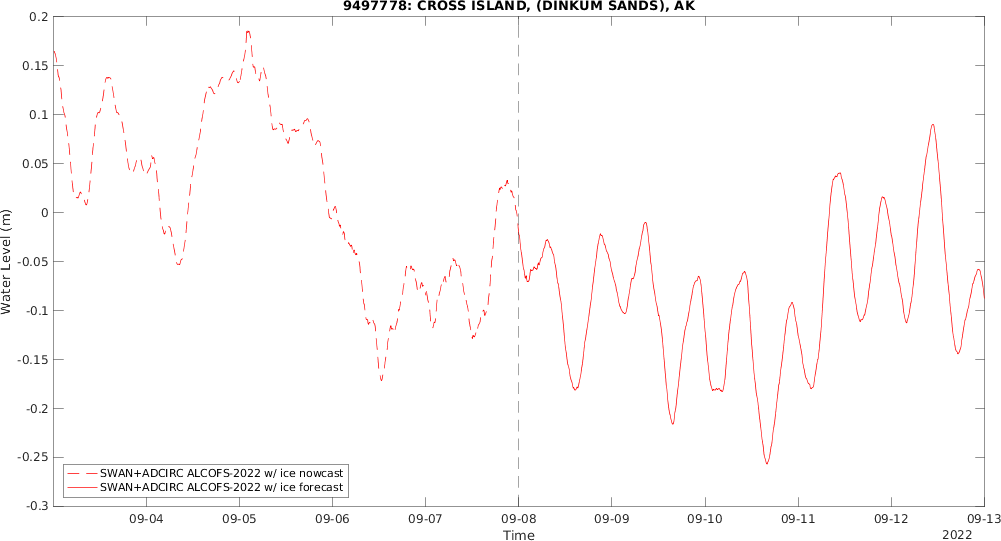 9497778: CROSS ISLAND, (DINKUM SANDS), AK
0.2
0.15
0.1
0.05
0
-0.05
-0.1
-0.15
-0.2
-0.25
-0.3
Water Level (m)
SWAN+ADCIRC ALCOFS-2022 w/ ice nowcast
SWAN+ADCIRC ALCOFS-2022 w/ ice forecast
09-04 09-05 09-06 09-07 09-08 09-09 09-10 09-11 09-12 09-13
Time
2022